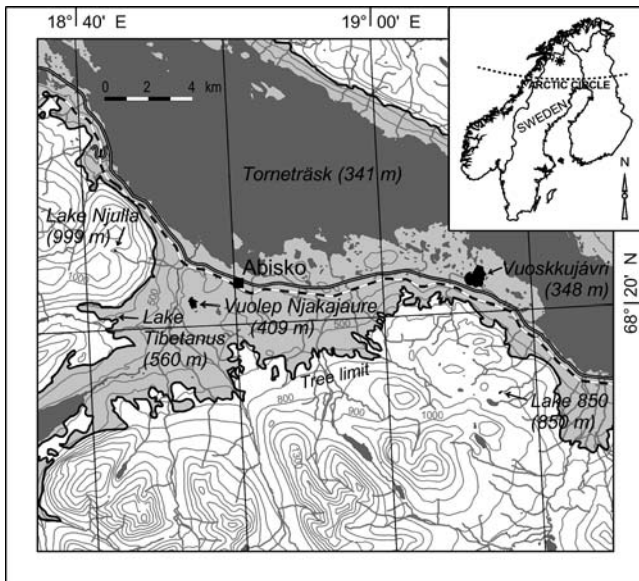 18° 40' E
19° 00' E
0 2 4 km
ARCTIC CIRCLE
SWEDEN
N
Torneträsk (341 m)
Lake Njulla
(999 m)
1000
Abisko
Vuoskkujávri
(348 m)
68° 20' N
500
Vuolep Njakajaure
(409 m)
Lake
Tibetanus
(560 m)
500
Tree limit
800
900
1000
Lake 850
(850 m)